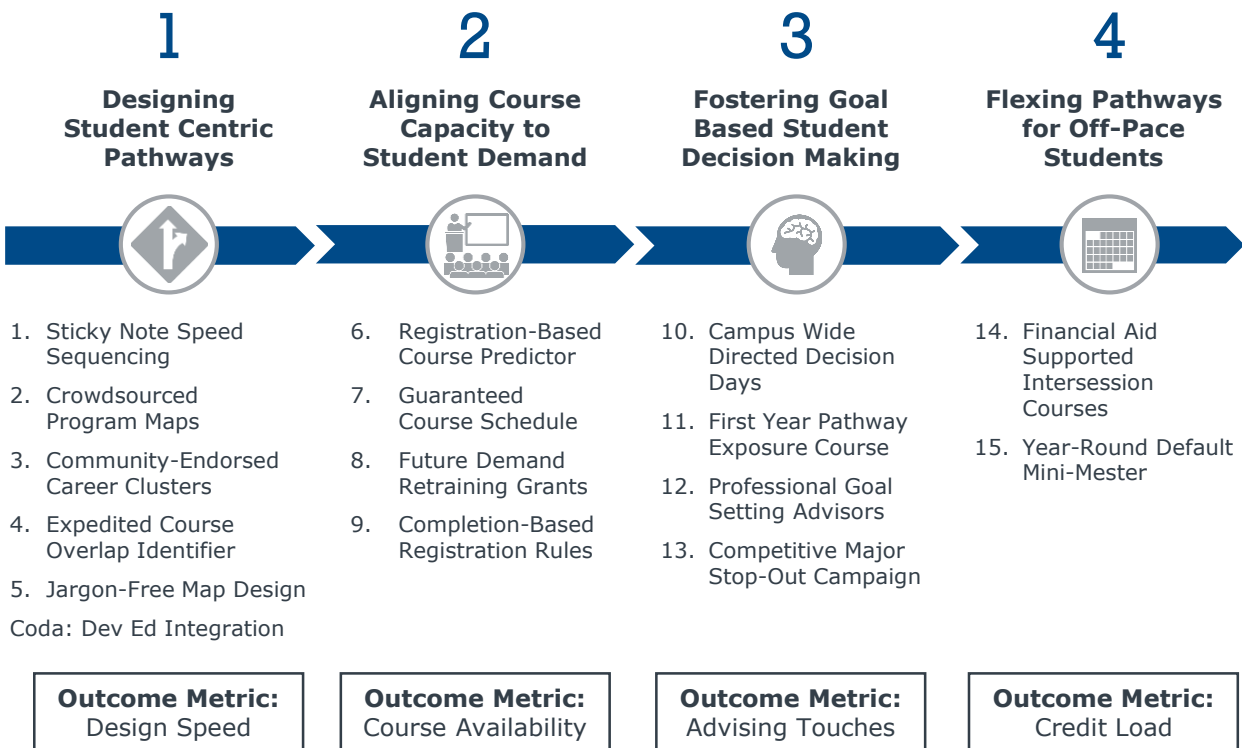 1
Designing
Student Centric
Pathways
1. Sticky Note Speed
Sequencing
2. Crowdsourced
Program Maps
3. Community-Endorsed
Career Clusters
4. Expedited Course
Overlap Identifier
5. Jargon-Free Map Design
Coda: Dev Ed Integration
Outcome Metric:
Design Speed
2
Aligning Course
Capacity to
Student Demand
6. Registration-Based
Course Predictor
7. Guaranteed
Course Schedule
8. Future Demand
Retraining Grants
9. Completion-Based
Registration Rules
Outcome Metric:
Course Availability
3
Fostering Goal
Based Student
Decision Making
10. Campus Wide
Directed Decision
Days
11. First Year Pathway
Exposure Course
12. Professional Goal
Setting Advisors
13. Competitive Major
Stop-Out Campaign
Outcome Metric:
Advising Touches
4
Flexing Pathways
for Off-Pace
Students
14. Financial Aid
Supported
Intersession
Courses
15. Year-Round Default
Mini-Mester
Outcome Metric:
Credit Load